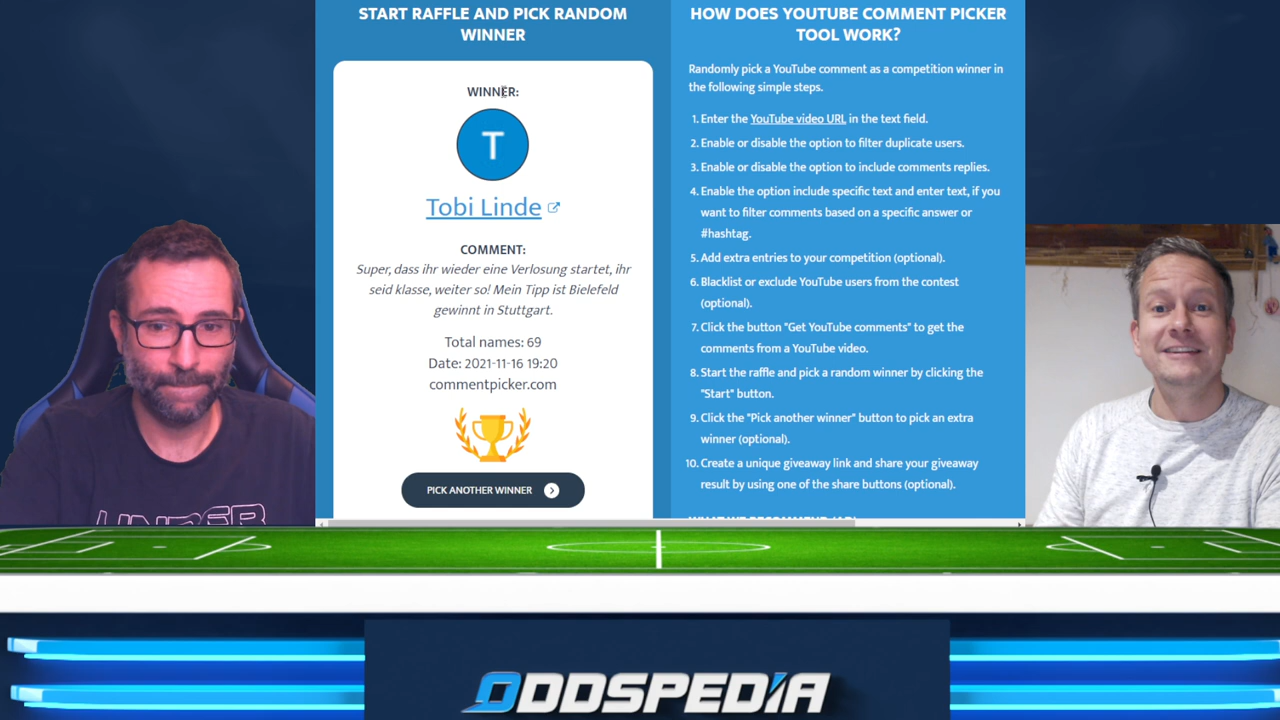 START RAFFLE AND PICK RANDOM
WINNER
WINNER:
T
Tobi Linde
COMMENT:
Super, dass ihr wieder eine Verlosung startet, ihr
seid klasse, weiter so! Mein Tipp ist Bielefeld
gewinnt in Stuttgart.
Total names: 69
Date: 2021-11-16 19:20
commentpicker.com
PICK ANOTHER WINNER
HOW DOES YOUTUBE COMMENT PICKER
TOOL WORK?
Randomly pick a YouTube comment as a competition winner in
the following simple steps.
1. Enter the YouTube video URL in the text field.
2. Enable or disable the option to filter duplicate users.
3. Enable or disable the option to include comments replies.
4. Enable the option include specific text and enter text, if you
want to filter comments based on a specific answer or
#hashtag.
5. Add extra entries to your competition (optional).
6. Blacklist or exclude YouTube users from the contest
(optional).
7. Click the button "Get YouTube comments" to get the
comments from a YouTube video.
8. Start the raffle and pick a random winner by clicking the
"Start" button.
9. Click the "Pick another winner" button to pick an extra
winner (optional).
10. Create a unique giveaway link and share your giveaway
result by using one of the share buttons (optional).
UNDER
ODDSPEDIA